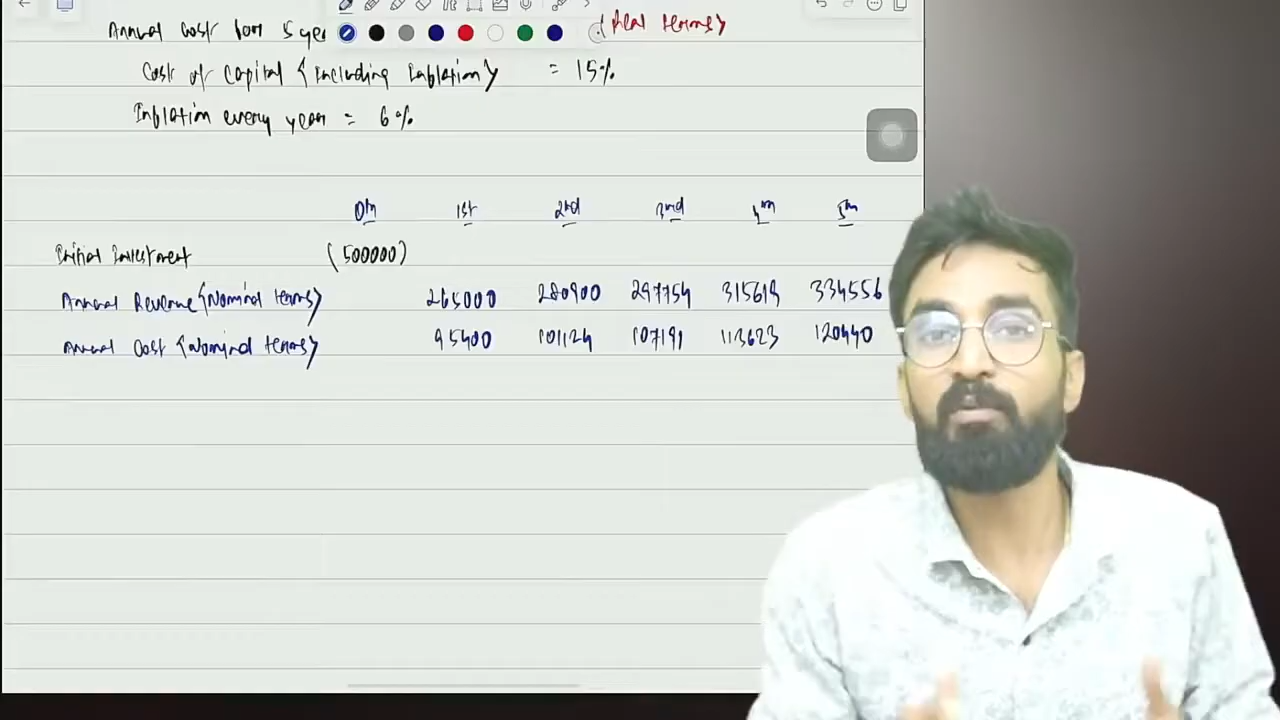 Annual Cost for 5 yea (Real terms)
Cost of Capital {Including Inflation} = 15%
Inflation every year = 6%
0th 1st 2nd 3rd 4th 5th
Initial Investment (500000)
Annual Revenue {Nominal terms} 265000 280900 297754 315619 334556
Annual Cost {Nominal terms} 95400 101124 107191 113623 120440